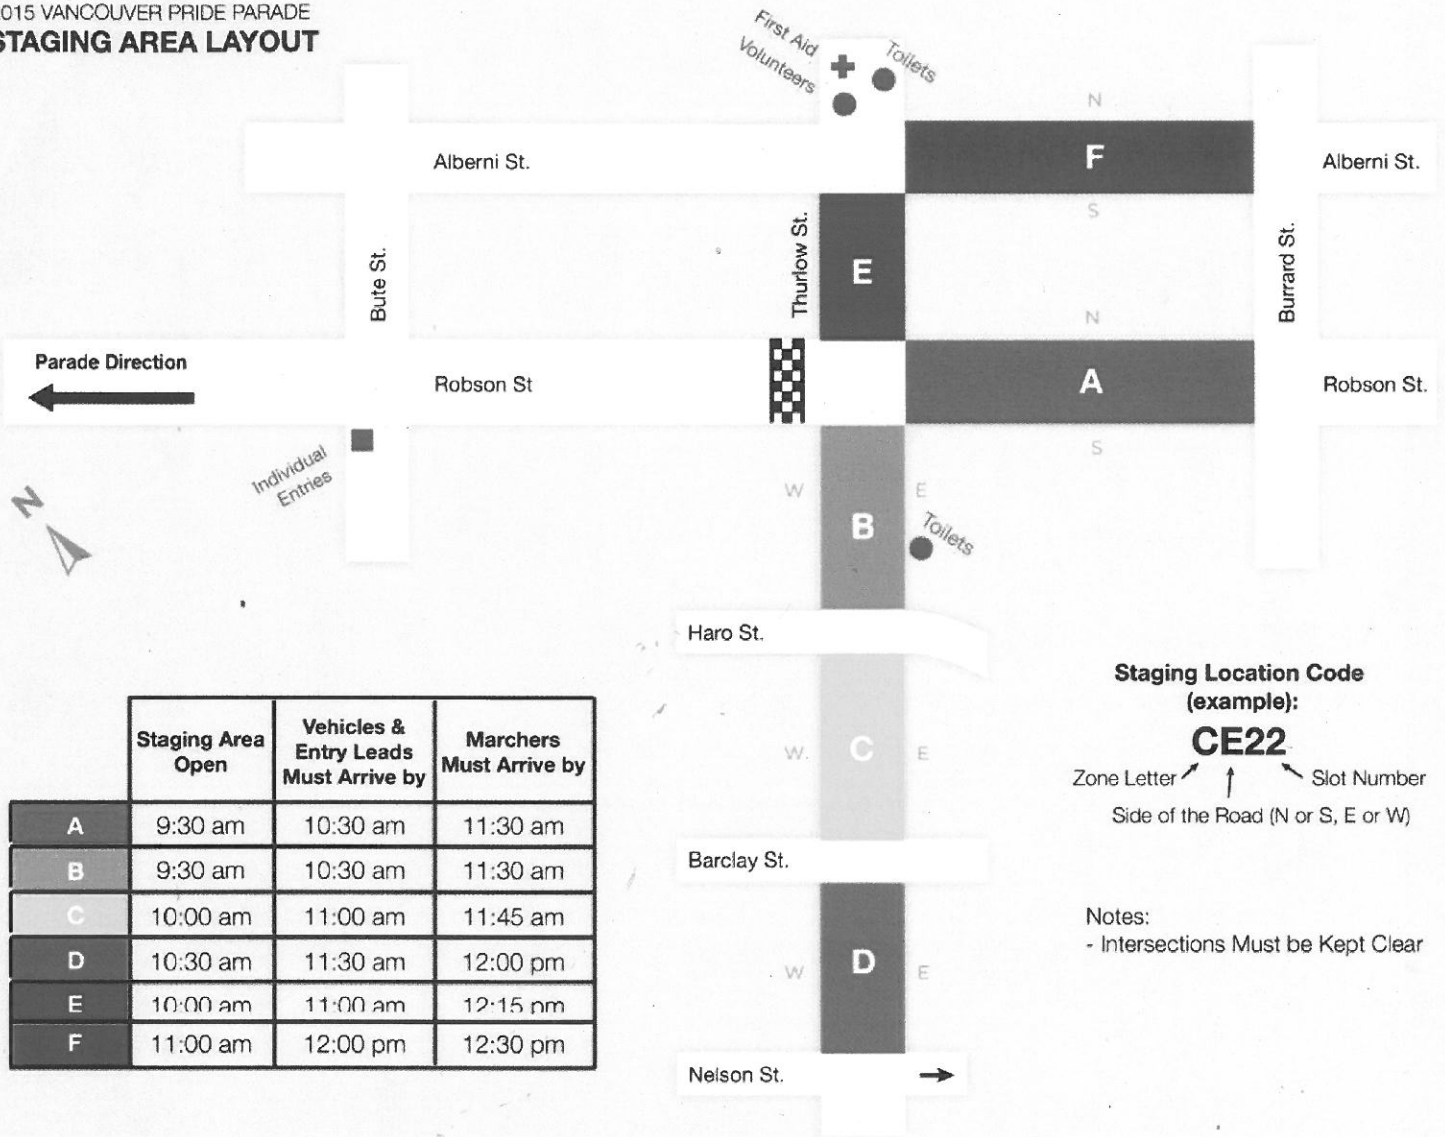 015 VANCOUVER PRIDE PARADE
STAGING AREA LAYOUT
First Aid
Volunteers
Toilets
N
Alberni St.
F
Alberni St.
S
Bute St.
Thurlow St.
E
Burrard St.
N
Parade Direction
Robson St
A
Robson St.
S
Individual
Entries
N
W
E
B
Toilets
Haro St.
W.
C
E
Barclay St.
W
D
E
Nelson St.
Staging Area Open
Vehicles & Entry Leads Must Arrive by
Marchers Must Arrive by
A 9:30 am 10:30 am 11:30 am
B 9:30 am 10:30 am 11:30 am
C 10:00 am 11:00 am 11:45 am
D 10:30 am 11:30 am 12:00 pm
E 10:00 am 11:00 am 12:15 pm
F 11:00 am 12:00 pm 12:30 pm
Staging Location Code
(example):
CE22
Zone Letter
Slot Number
Side of the Road (N or S, E or W)
Notes:
- Intersections Must be Kept Clear